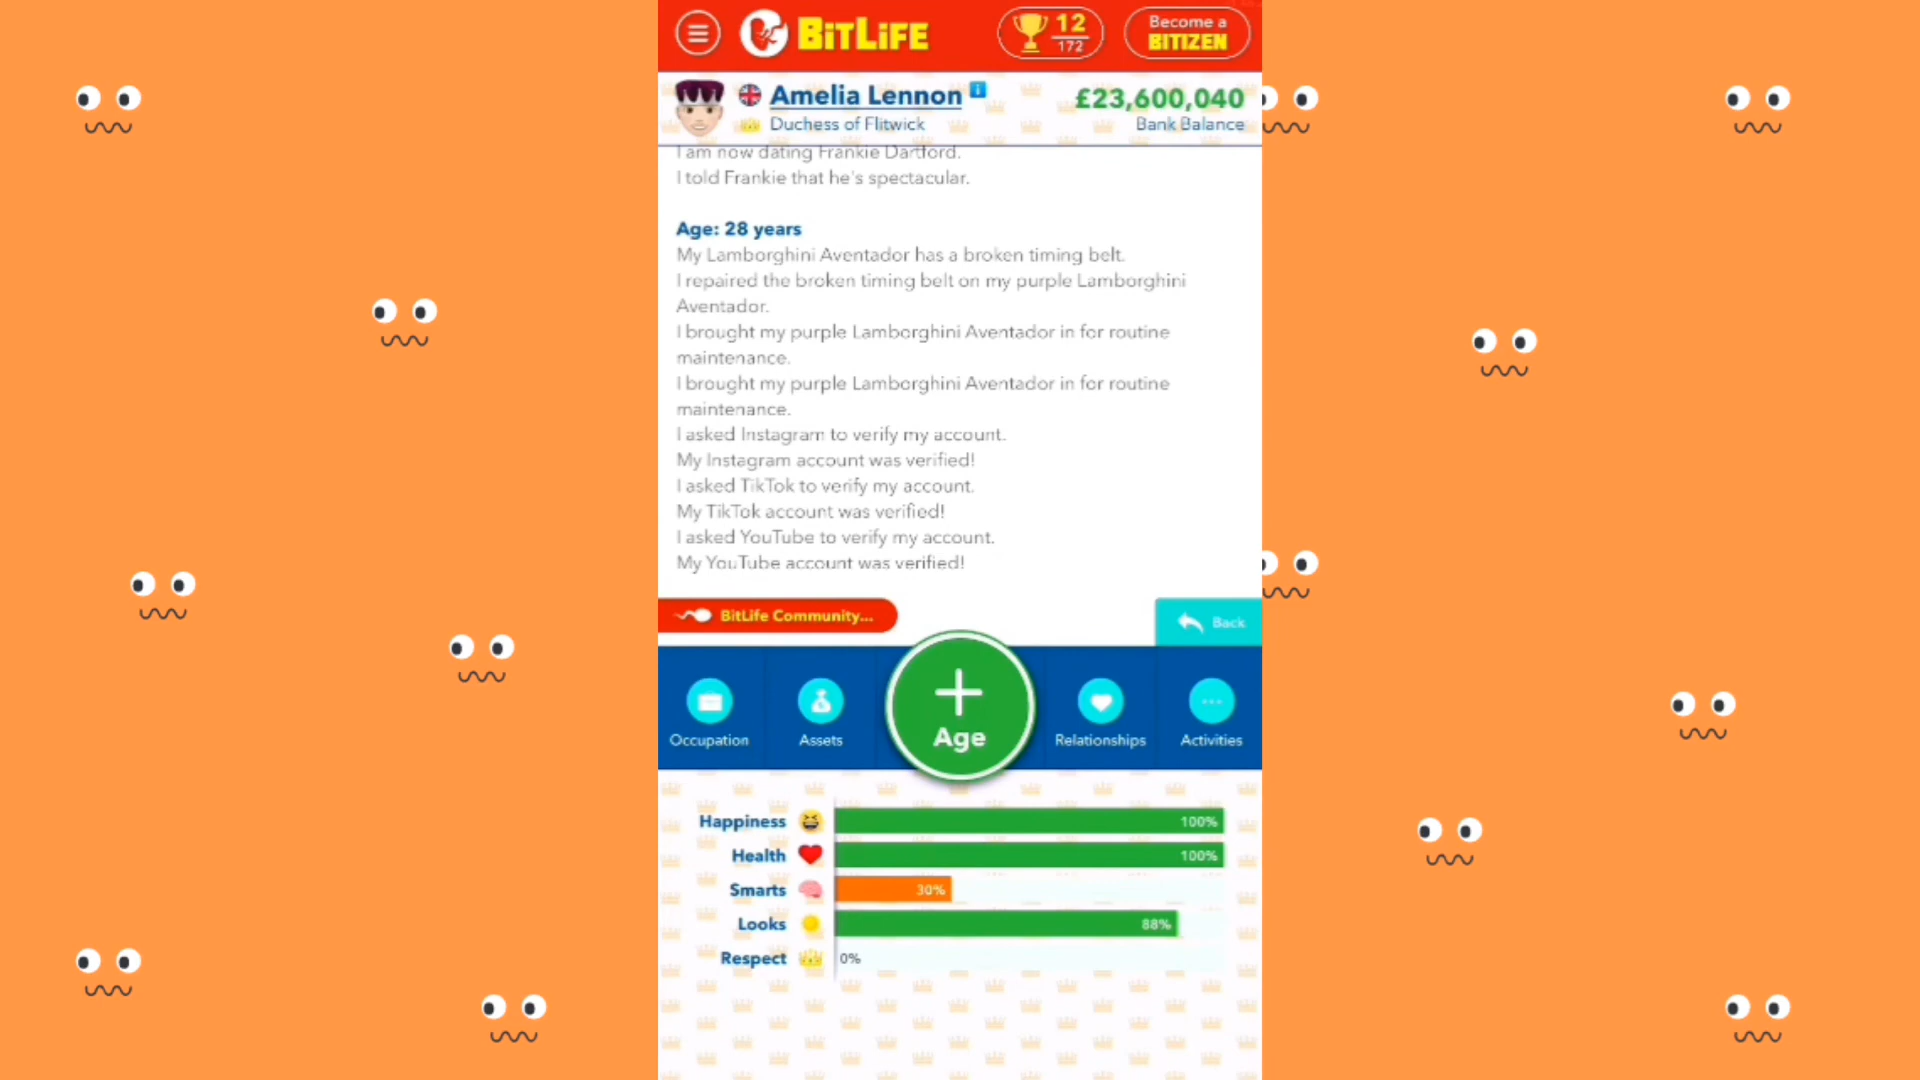 BiTLiFE
12
172
Become a
BITIZEN
Amelia Lennon
£23,600,040
Duchess of Flitwick
Bank Balance
I am now dating Frankie Dartford.
I told Frankie that he's spectacular.
Age: 28 years
My Lamborghini Aventador has a broken timing belt.
I repaired the broken timing belt on my purple Lamborghini
Aventador.
I brought my purple Lamborghini Aventador in for routine
maintenance.
I brought my purple Lamborghini Aventador in for routine
maintenance.
I asked Instagram to verify my account.
My Instagram account was verified!
I asked TikTok to verify my account.
My TikTok account was verified!
I asked YouTube to verify my account.
My YouTube account was verified!
BitLife Community...
Back
Occupation
Assets
Age
Relationships
Activities
Happiness 100%
Health 100%
Smarts 30%
Looks 88%
Respect 0%